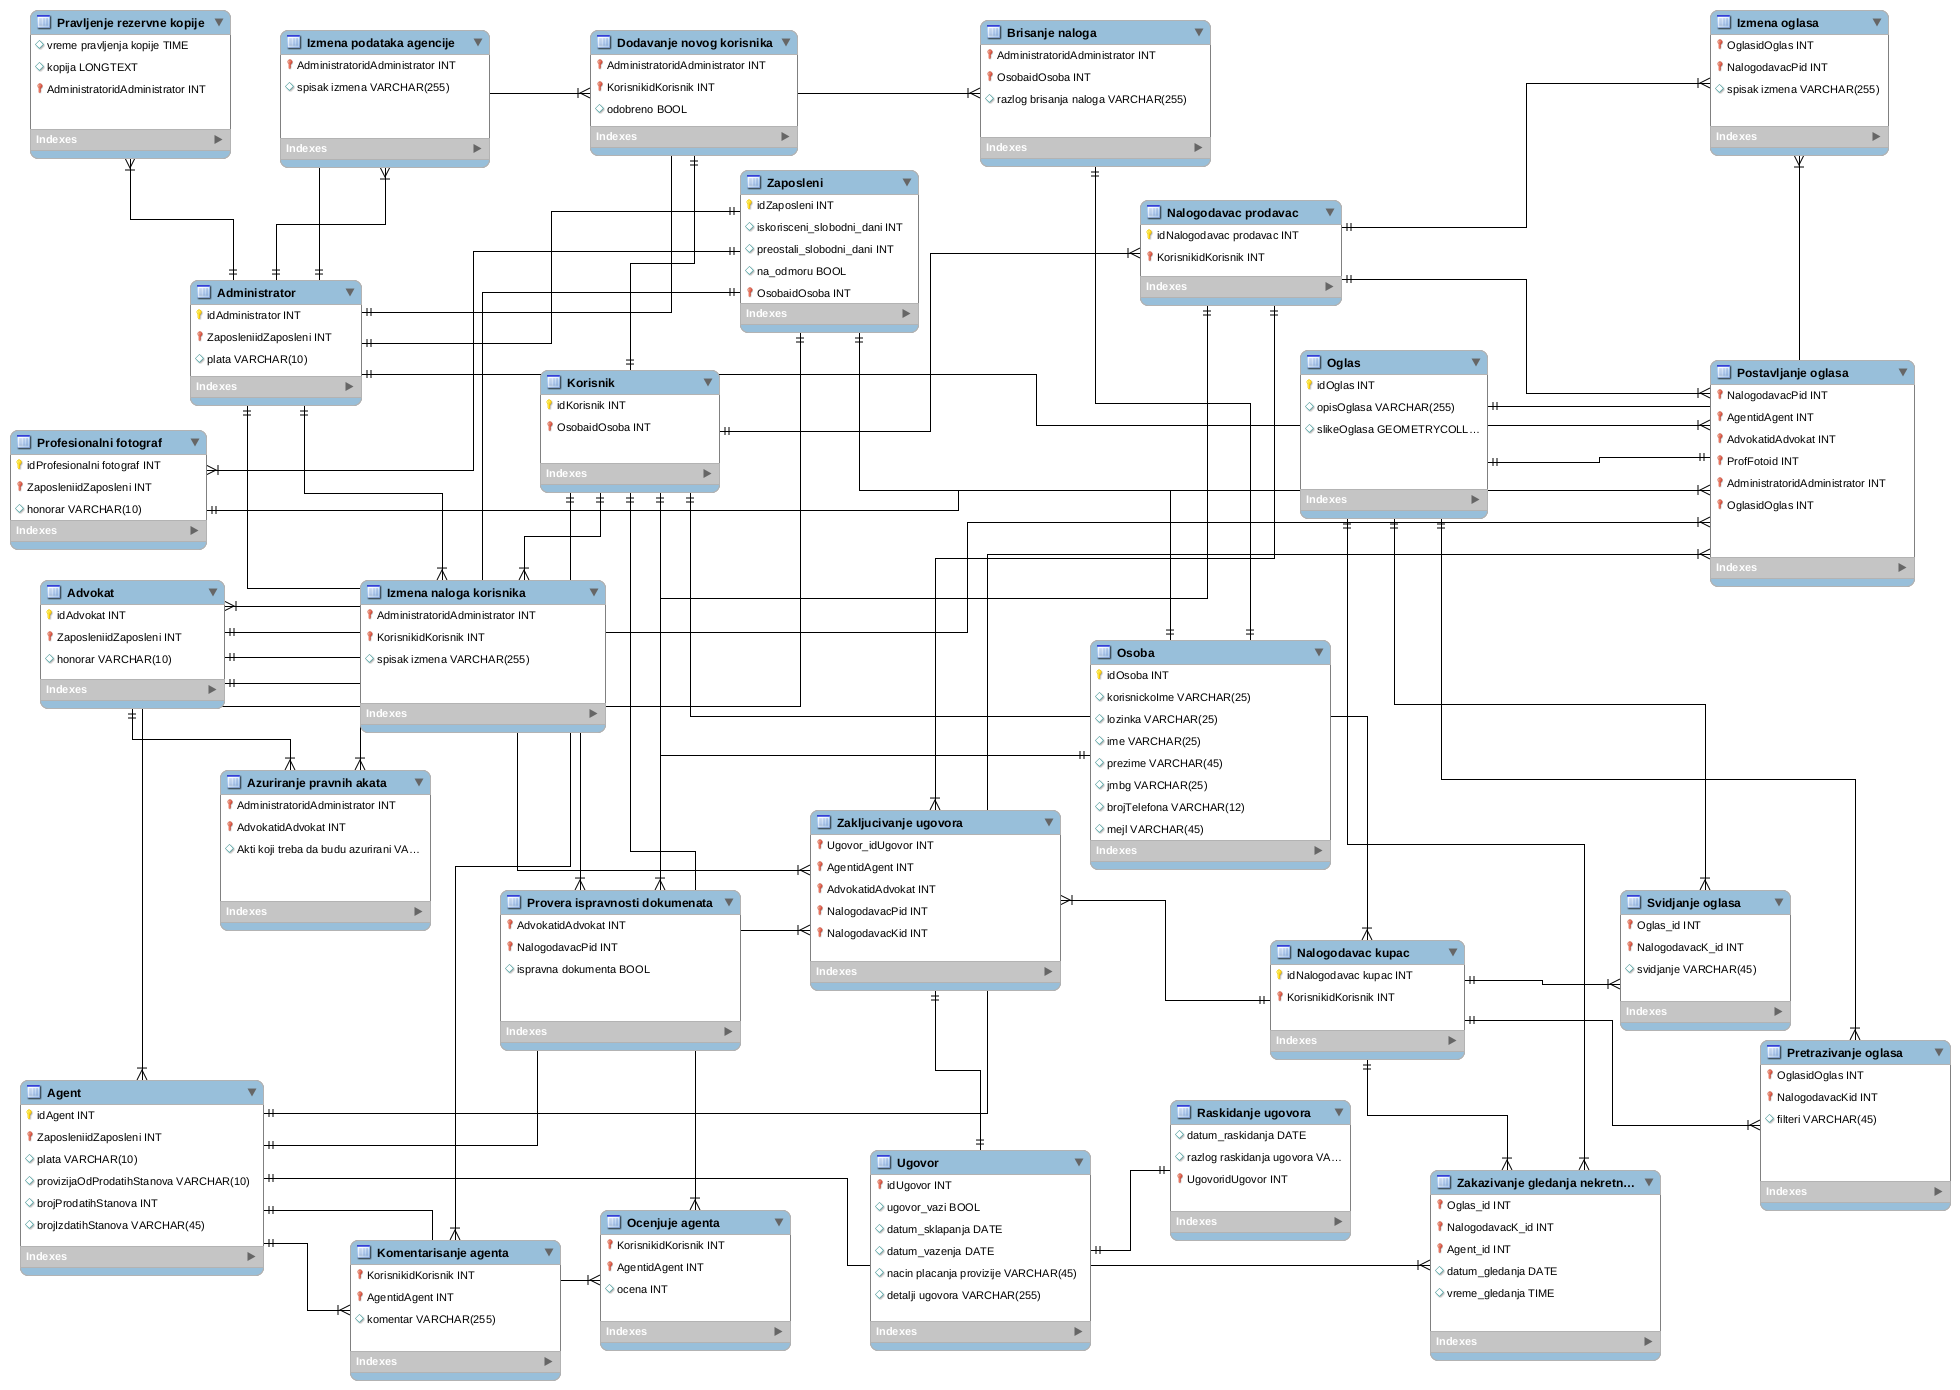 Pravljenje rezervne kopije
vreme pravljenja kopije TIME
kopija LONGTEXT
AdministratoridAdministrator INT
Indexes
Izmena podataka agencije
AdministratoridAdministrator INT
spisak izmena VARCHAR(255)
Indexes
Dodavanje novog korisnika
AdministratoridAdministrator INT
KorisnikidKorisnik INT
odobreno BOOL
Indexes
Brisanje naloga
AdministratoridAdministrator INT
OsobaidOsoba INT
razlog brisanja naloga VARCHAR(255)
Indexes
Izmena oglasa
OglasidOglas INT
NalogodavacPid INT
spisak izmena VARCHAR(255)
Indexes
Zaposleni
idZaposleni INT
iskorisceni_slobodni_dani INT
preostali_slobodni_dani INT
na_odmoru BOOL
OsobaidOsoba INT
Indexes
Nalogodavac prodavac
idNalogodavac prodavac INT
KorisnikidKorisnik INT
Indexes
Administrator
idAdministrator INT
ZaposleniidZaposleni INT
plata VARCHAR(10)
Indexes
Korisnik
idKorisnik INT
OsobaidOsoba INT
Indexes
Oglas
idOglas INT
opisOglasa VARCHAR(255)
slikeOglasa GEOMETRYCOLL...
Indexes
Postavljanje oglasa
NalogodavacPid INT
AgentidAgent INT
AdvokatidAdvokat INT
ProfFotoid INT
AdministratoridAdministrator INT
OglasidOglas INT
Indexes
Profesionalni fotograf
idProfesionalni fotograf INT
ZaposleniidZaposleni INT
honorar VARCHAR(10)
Indexes
Advokat
idAdvokat INT
ZaposleniidZaposleni INT
honorar VARCHAR(10)
Indexes
Izmena naloga korisnika
AdministratoridAdministrator INT
KorisnikidKorisnik INT
spisak izmena VARCHAR(255)
Indexes
Osoba
idOsoba INT
korisnickoIme VARCHAR(25)
lozinka VARCHAR(25)
ime VARCHAR(25)
prezime VARCHAR(45)
jmbg VARCHAR(25)
brojTelefona VARCHAR(12)
mejl VARCHAR(45)
Indexes
Azuriranje pravnih akata
AdministratoridAdministrator INT
AdvokatidAdvokat INT
Akti koji treba da budu azurirani VA...
Indexes
Zakljucivanje ugovora
Ugovor_idUgovor INT
AgentidAgent INT
AdvokatidAdvokat INT
NalogodavacPid INT
NalogodavacKid INT
Indexes
Provera ispravnosti dokumenata
AdvokatidAdvokat INT
NalogodavacPid INT
ispravna dokumenta BOOL
Indexes
Nalogodavac kupac
idNalogodavac kupac INT
KorisnikidKorisnik INT
Indexes
Svidjanje oglasa
Oglas_id INT
NalogodavacK_id INT
svidjanje VARCHAR(45)
Indexes
Pretrazivanje oglasa
OglasidOglas INT
NalogodavacKid INT
filteri VARCHAR(45)
Indexes
Agent
idAgent INT
ZaposleniidZaposleni INT
plata VARCHAR(10)
provizijaOdProdatihStanova VARCHAR(10)
brojProdatihStanova INT
brojIzdatihStanova VARCHAR(45)
Indexes
Raskidanje ugovora
datum_raskidanja DATE
razlog raskidanja ugovora VA...
UgovoridUgovor INT
Indexes
Ugovor
idUgovor INT
ugovor_vazi BOOL
datum_sklapanja DATE
datum_vazenja DATE
nacin placanja provizije VARCHAR(45)
detalji ugovora VARCHAR(255)
Indexes
Zakazivanje gledanja nekretn...
Oglas_id INT
NalogodavacK_id INT
Agent_id INT
datum_gledanja DATE
vreme_gledanja TIME
Indexes
Ocenjuje agenta
KorisnikidKorisnik INT
AgentidAgent INT
ocena INT
Indexes
Komentarisanje agenta
KorisnikidKorisnik INT
AgentidAgent INT
komentar VARCHAR(255)
Indexes